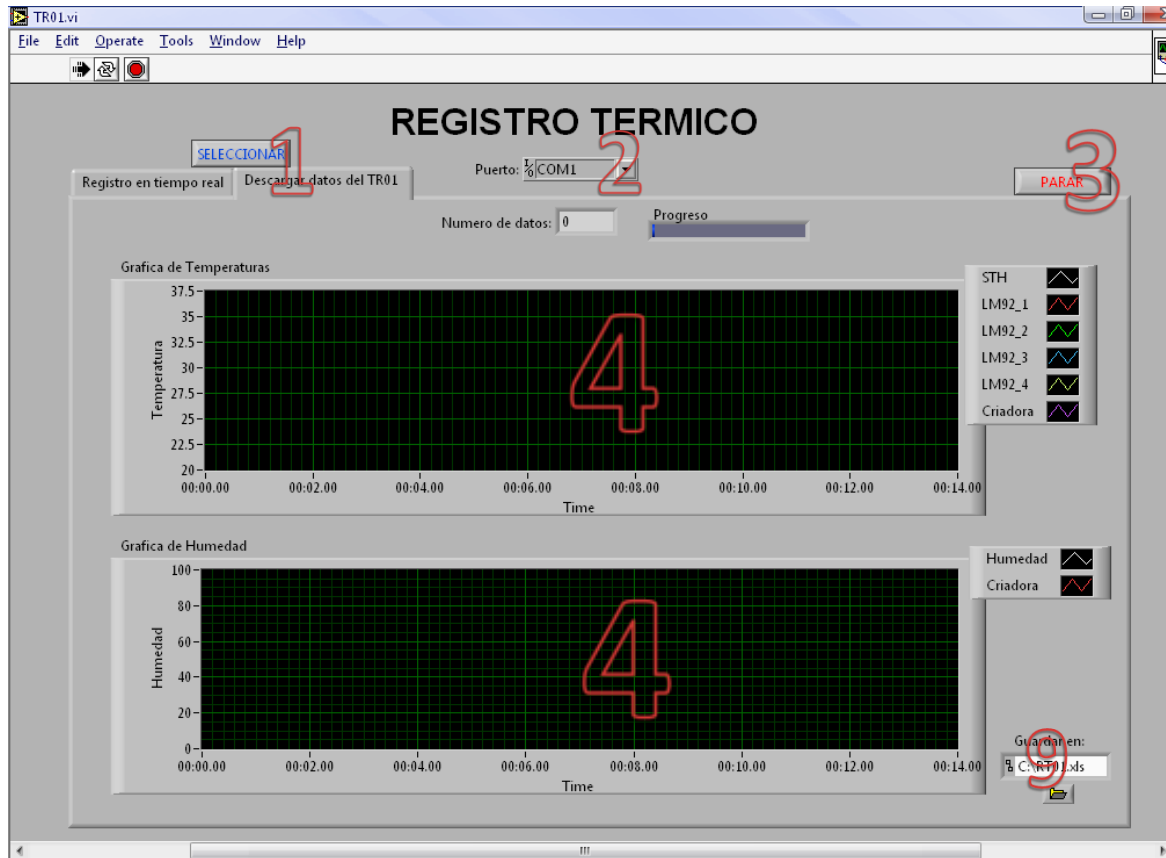 TR01.vi
File Edit Operate Tools Window Help
REGISTRO TERMICO
SELECCIONAR
1
Puerto: COM1
2
Registro en tiempo real
Descargar datos del TR01
PARAR
3
Numero de datos: 0
Progreso
Grafica de Temperaturas
37.5
35
32.5
30
27.5
25
22.5
20
Temperatura
4
00:00.00 00:02.00 00:04.00 00:06.00 00:08.00 00:10.00 00:12.00 00:14.00
Time
STH
LM92_1
LM92_2
LM92_3
LM92_4
Criadora
Grafica de Humedad
100
80
60
40
20
0
Humedad
4
00:00.00 00:02.00 00:04.00 00:06.00 00:08.00 00:10.00 00:12.00 00:14.00
Time
Humedad
Criadora
Guardar en:
C:\RT01.xls
9